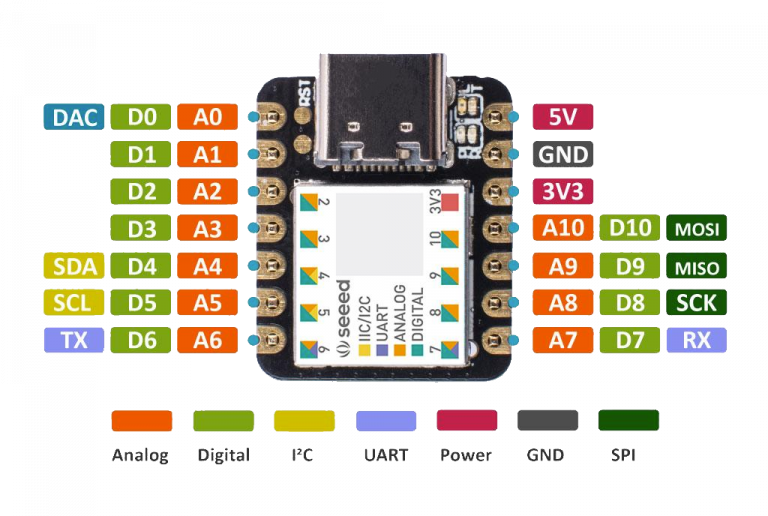 RST L T
DAC D0 A0 5V
D1 A1 GND
D2 A2 3V3
2 3V3
D3 A3 A10 D10 MOSI
3 10
SDA D4 A4 A9 D9 MISO
4 9
SCL D5 A5 A8 D8 SCK
5 8
TX D6 A6 A7 D7 RX
6 7
seeed
IIC/I2C
UART
ANALOG
DIGITAL
Analog Digital I²C UART Power GND SPI